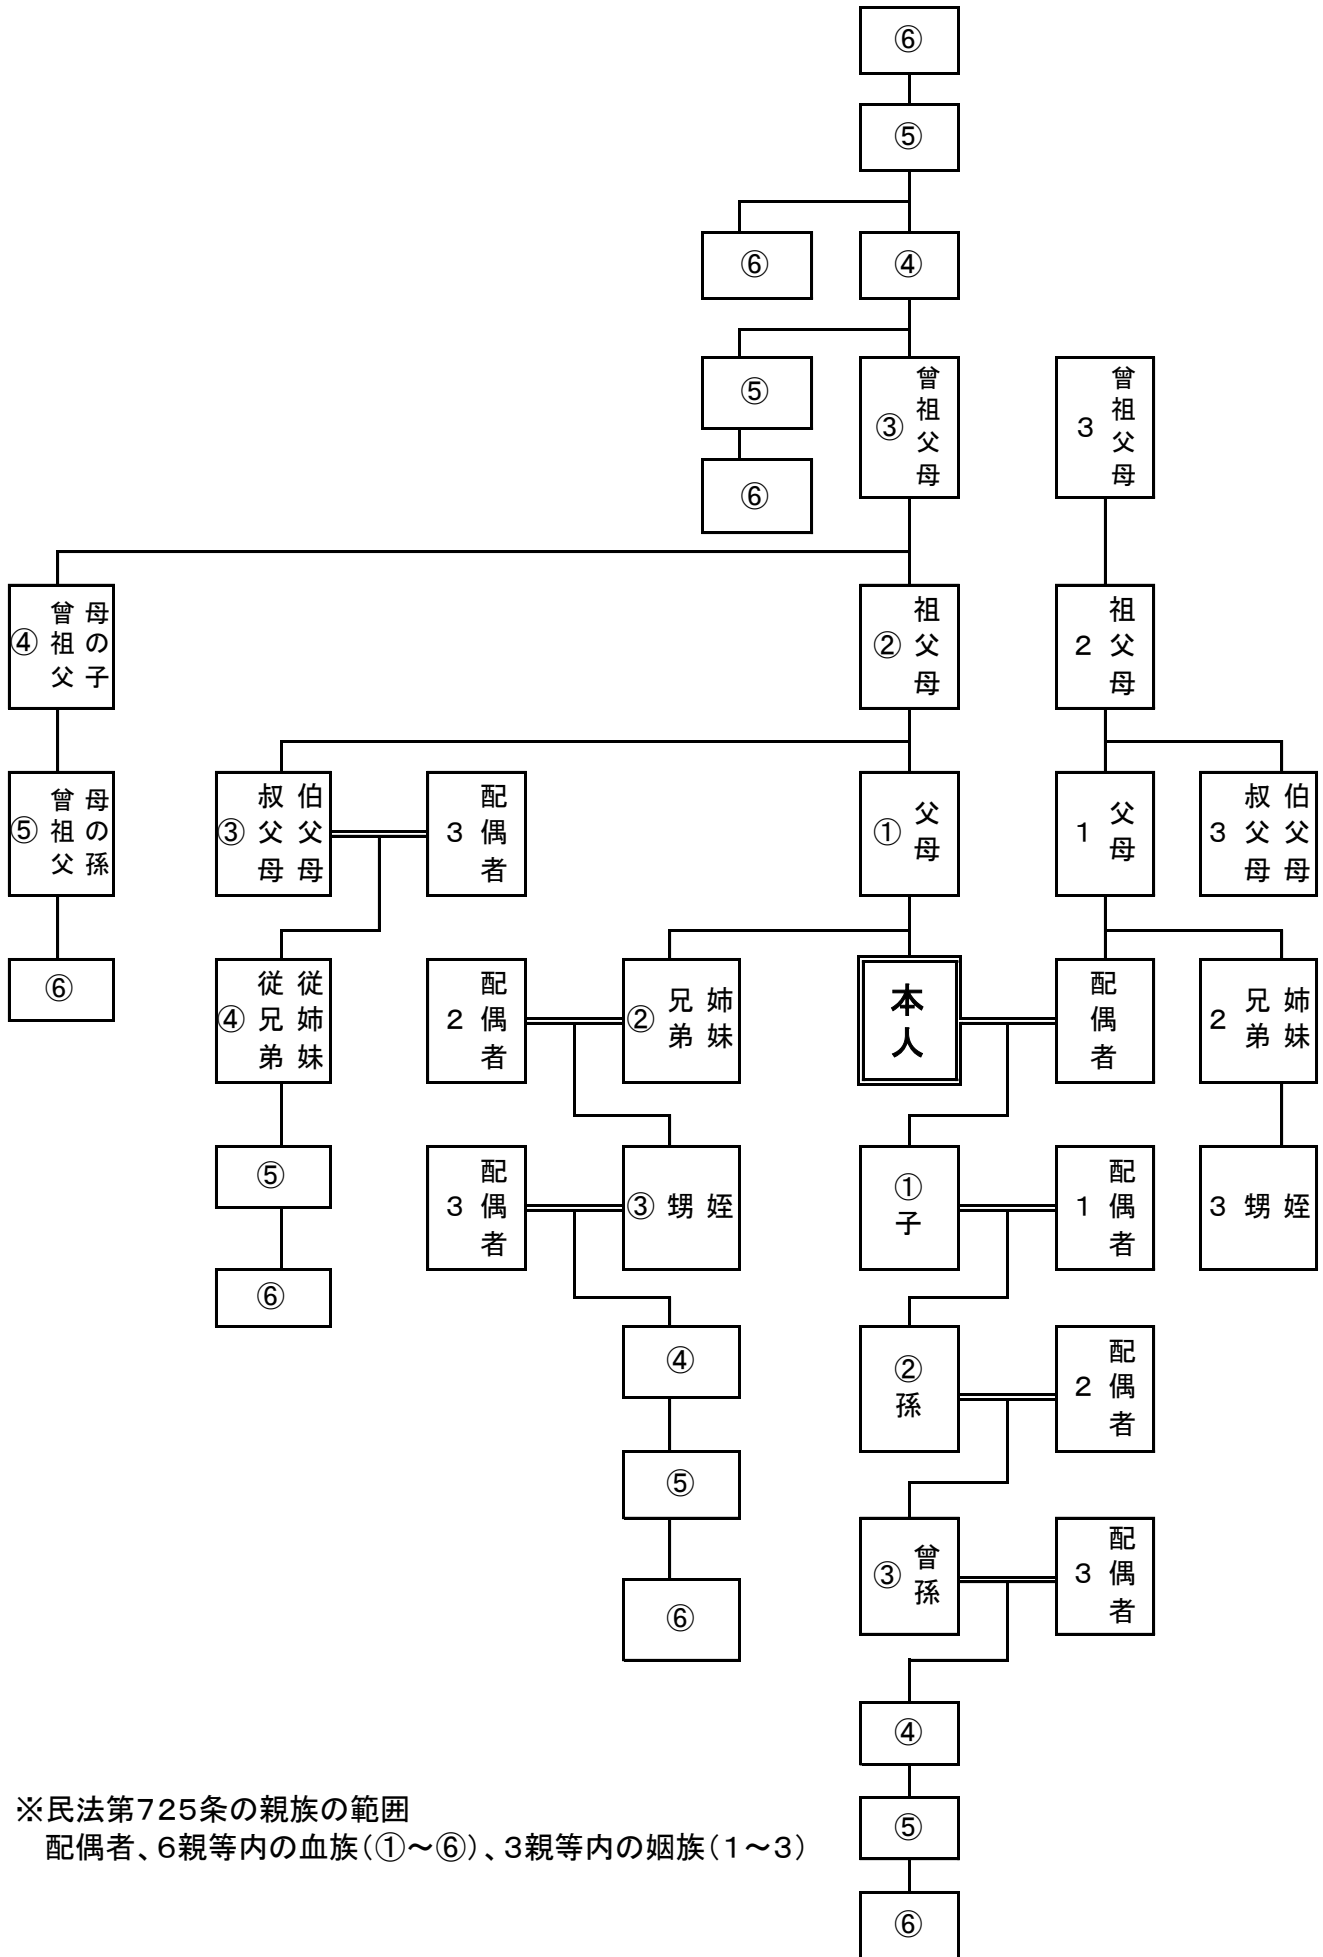 ⑥
⑤
⑥
④
⑤
③ 曾祖父母
3 曾祖父母
⑥
④ 曾祖父母の子
② 祖父母
2 祖父母
⑤ 曾祖父母の孫
③ 叔父母 伯父母
3 配偶者
① 父母
1 父母
3 叔父母 伯父母
⑥
④ 従兄弟 従姉妹
2 配偶者
② 兄弟 姉妹
本人
配偶者
2 兄弟 姉妹
⑤
3 配偶者
③ 甥 姪
① 子
1 配偶者
3 甥 姪
⑥
④
② 孫
2 配偶者
⑤
③ 曾孫
3 配偶者
⑥
④
⑤
⑥
※民法第725条の親族の範囲
配偶者、6親等内の血族(①~⑥)、3親等内の姻族(1~3)